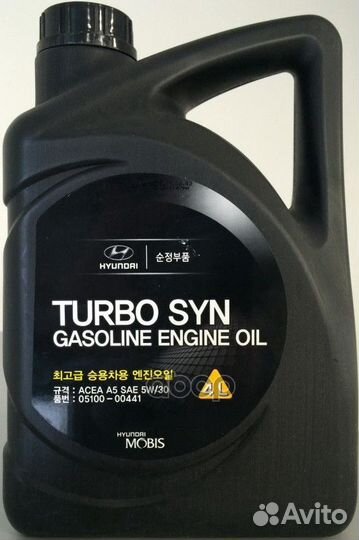 HYUNDAI
순정부품
TURBO SYN
GASOLINE ENGINE OIL
최고급 승용차용 엔진오일
규격 : ACEA A5 SAE 5W/30
품번 : 05100-00441
4L
HYUNDAI
MOBIS
Avito